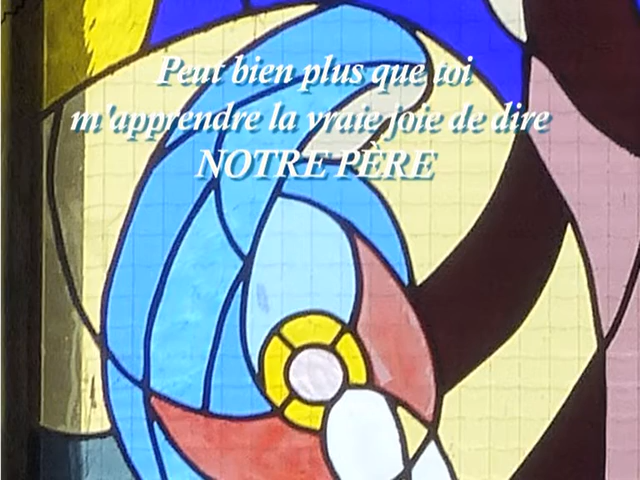 Peut bien plus que toi
m'apprendre la vraie joie de dire
NOTRE PÈRE